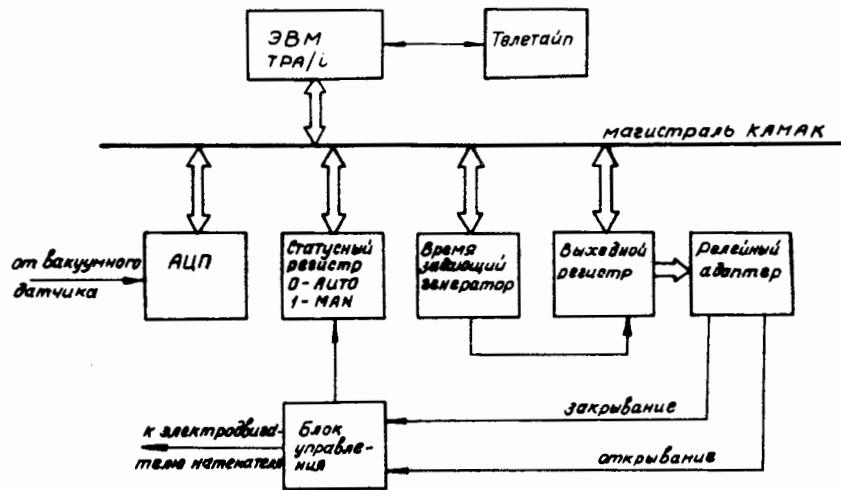 ЭВМ
ТРА/i
Телетайп
магистраль КАМАК
от вакуумного
датчика
АЦП
Статусный
регистр
0-AUTO
1-MAN
Время
задающий
генератор
Выходной
регистр
Релейный
адаптер
закрывание
открывание
к электродвига-
телю натекателя
Блок
управле-
ния